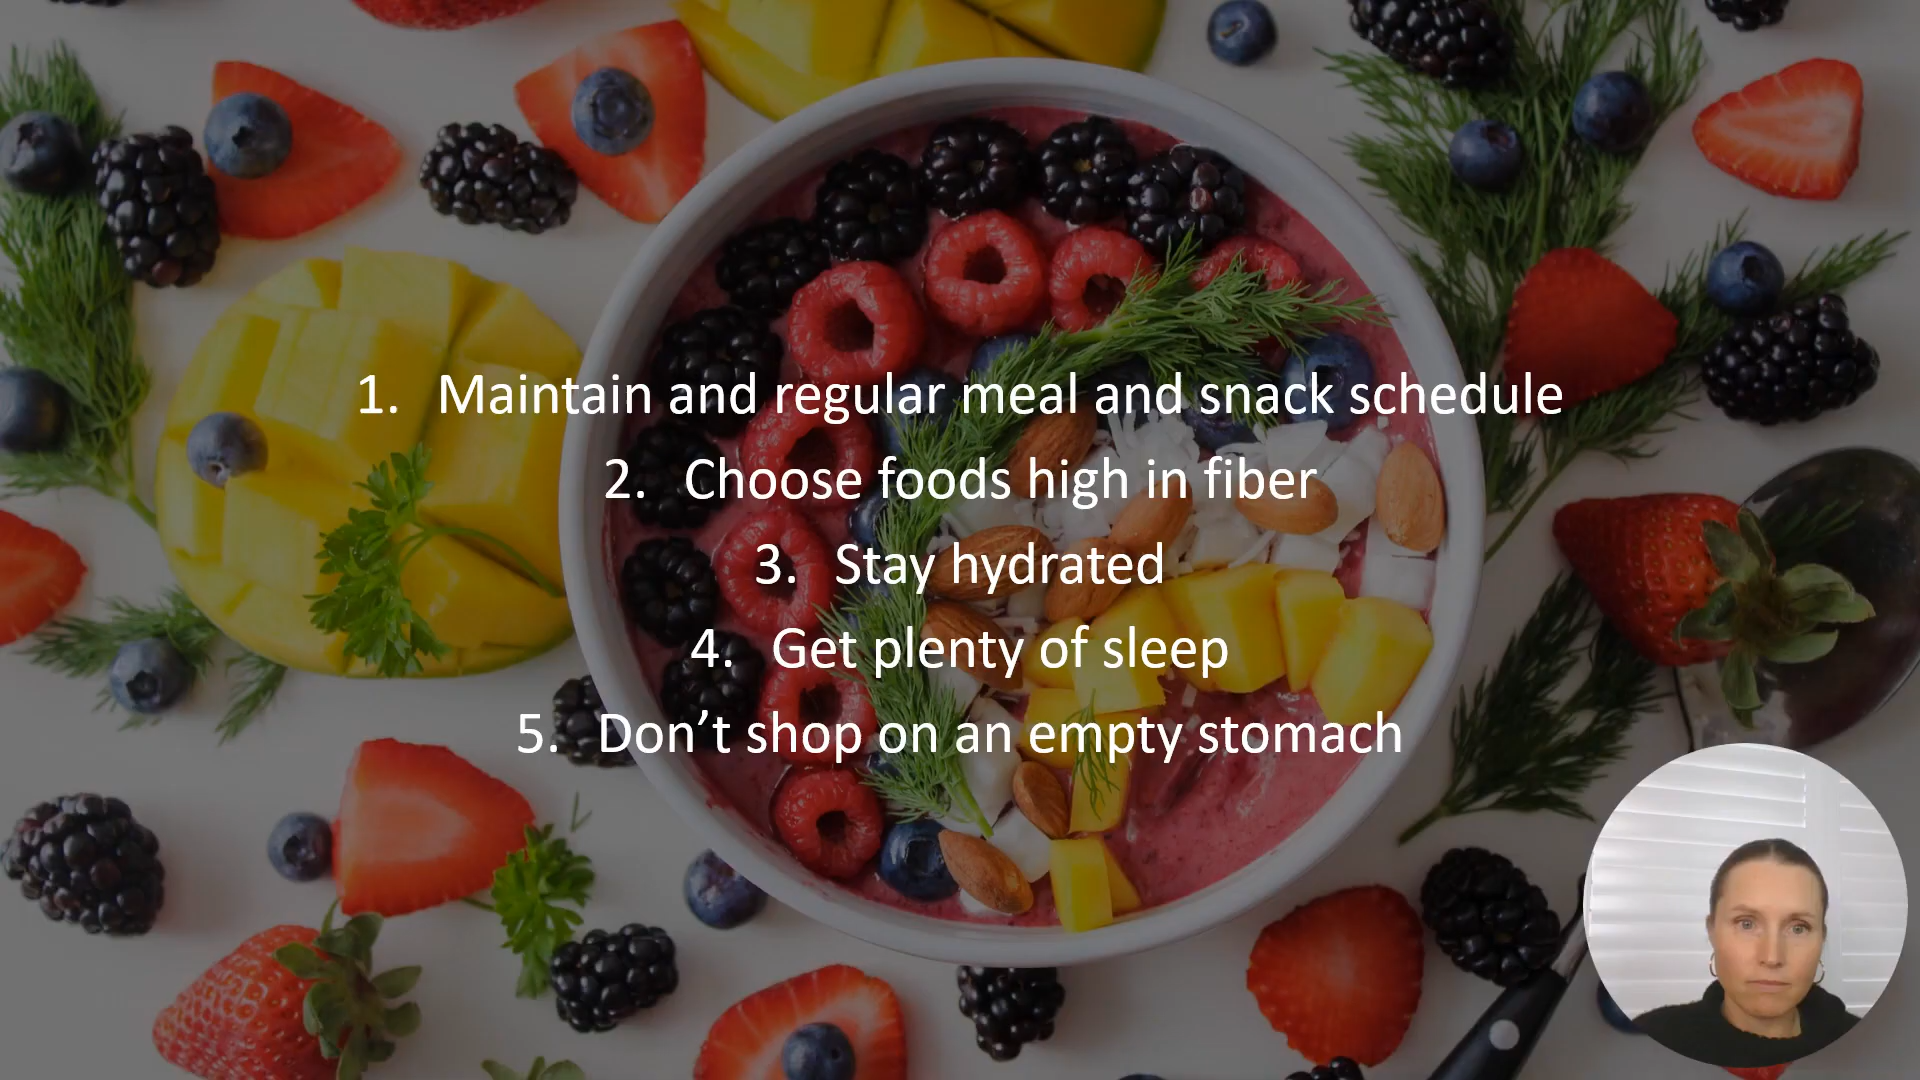 1. Maintain and regular meal and snack schedule
2. Choose foods high in fiber
3. Stay hydrated
4. Get plenty of sleep
5. Don’t shop on an empty stomach